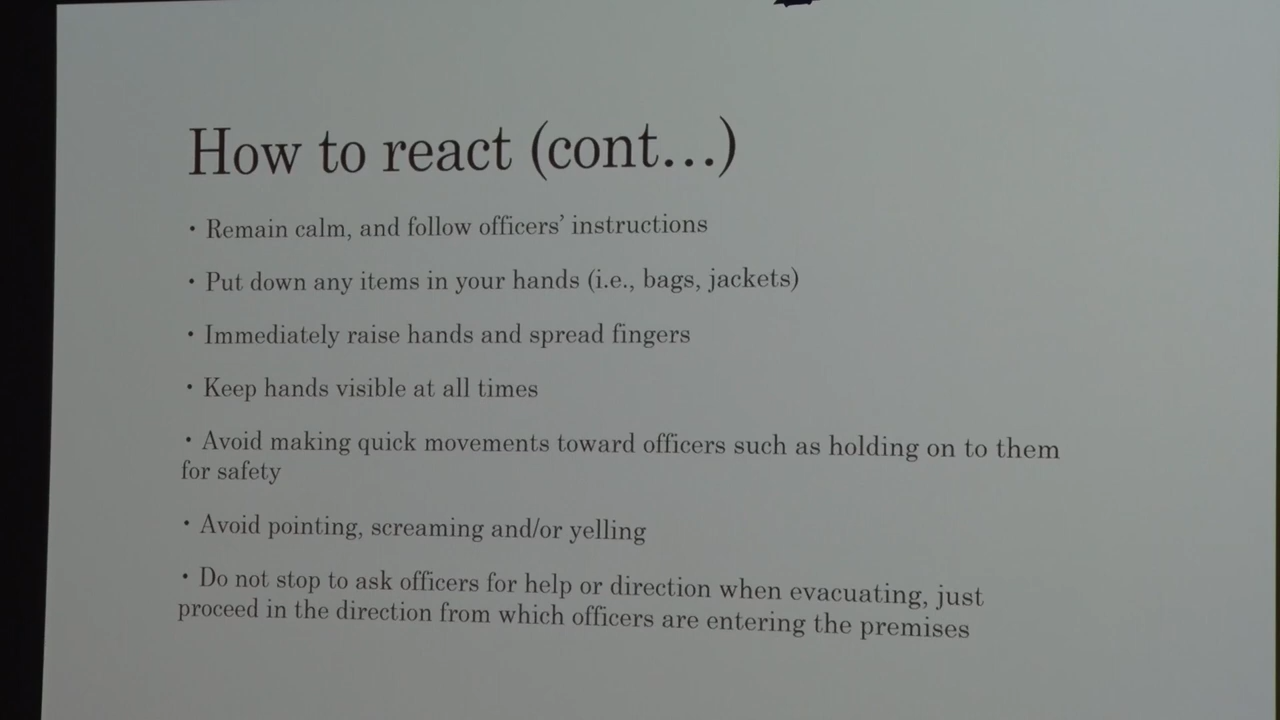 How to react (cont...)
• Remain calm, and follow officers’ instructions
• Put down any items in your hands (i.e., bags, jackets)
• Immediately raise hands and spread fingers
• Keep hands visible at all times
• Avoid making quick movements toward officers such as holding on to them
for safety
• Avoid pointing, screaming and/or yelling
• Do not stop to ask officers for help or direction when evacuating, just
proceed in the direction from which officers are entering the premises